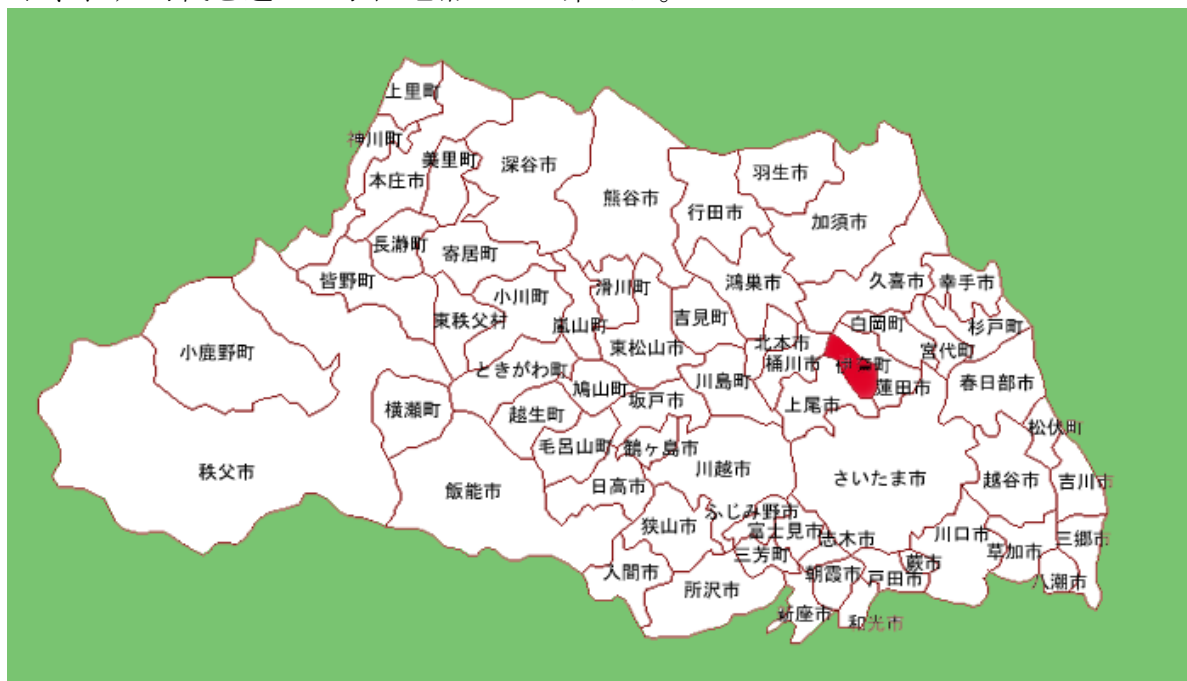 上里町
神川町
美里町
本庄市
深谷市
熊谷市
行田市
羽生市
加須市
長瀞町
寄居町
皆野町
小川町
滑川町
鴻巣市
久喜市
幸手市
東秩父村
嵐山町
吉見町
白岡町
杉戸町
小鹿野町
東松山市
北本市
宮代町
ときがわ町
鳩山町
川島町
桶川市
伊奈町
蓮田市
春日部市
横瀬町
越生町
坂戸市
上尾市
松伏町
毛呂山町
鶴ヶ島市
秩父市
飯能市
日高市
川越市
さいたま市
越谷市
吉川市
狭山市
ふじみ野市
富士見市
志木市
川口市
草加市
三郷市
三芳町
入間市
所沢市
朝霞市
戸田市
蕨市
八潮市
新座市
和光市